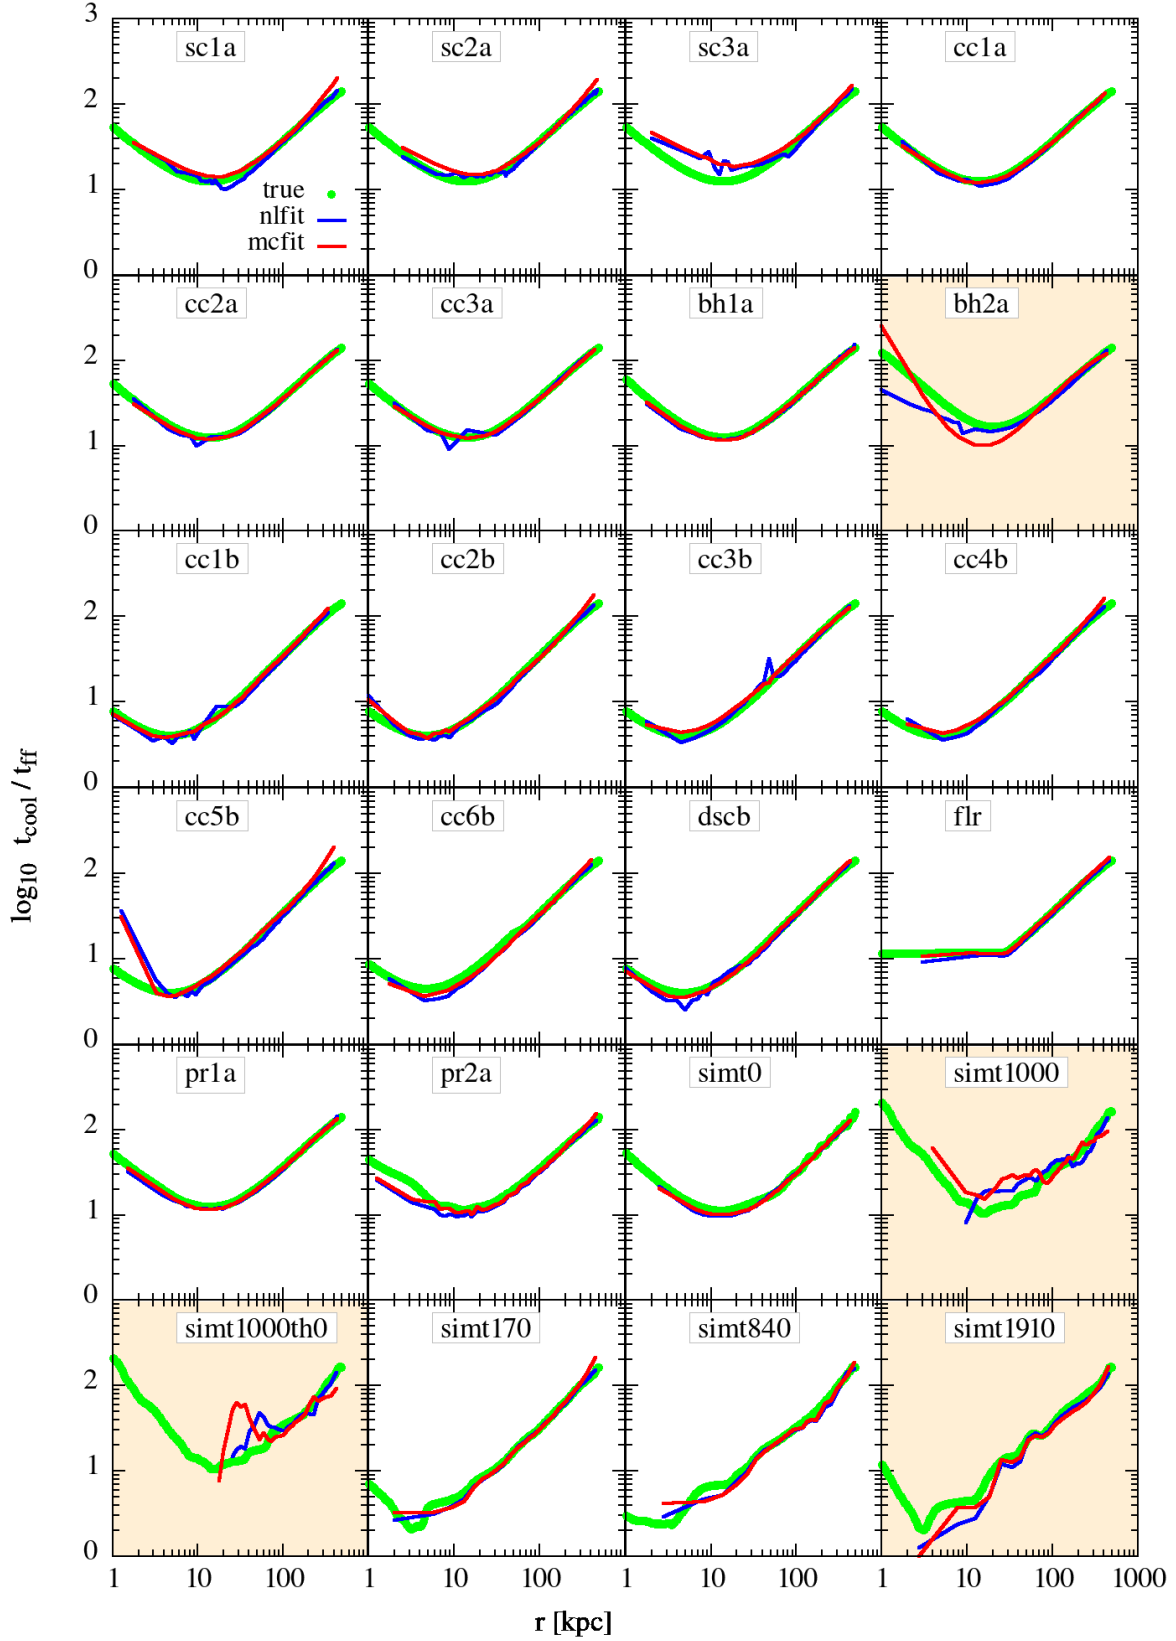 3
sc1a sc2a sc3a cc1a
2
true
nlfit
mcfit
1
0
cc2a cc3a bh1a bh2a
2
1
0
cc1b cc2b cc3b cc4b
2
1
0
cc5b cc6b dscb flr
2
1
0
pr1a pr2a simt0 simt1000
2
1
0
simt1000th0 simt170 simt840 simt1910
2
1
0
log10 t_cool / t_ff
1 10 100 1 10 100 1 10 100 1 10 100 1000
r [kpc]